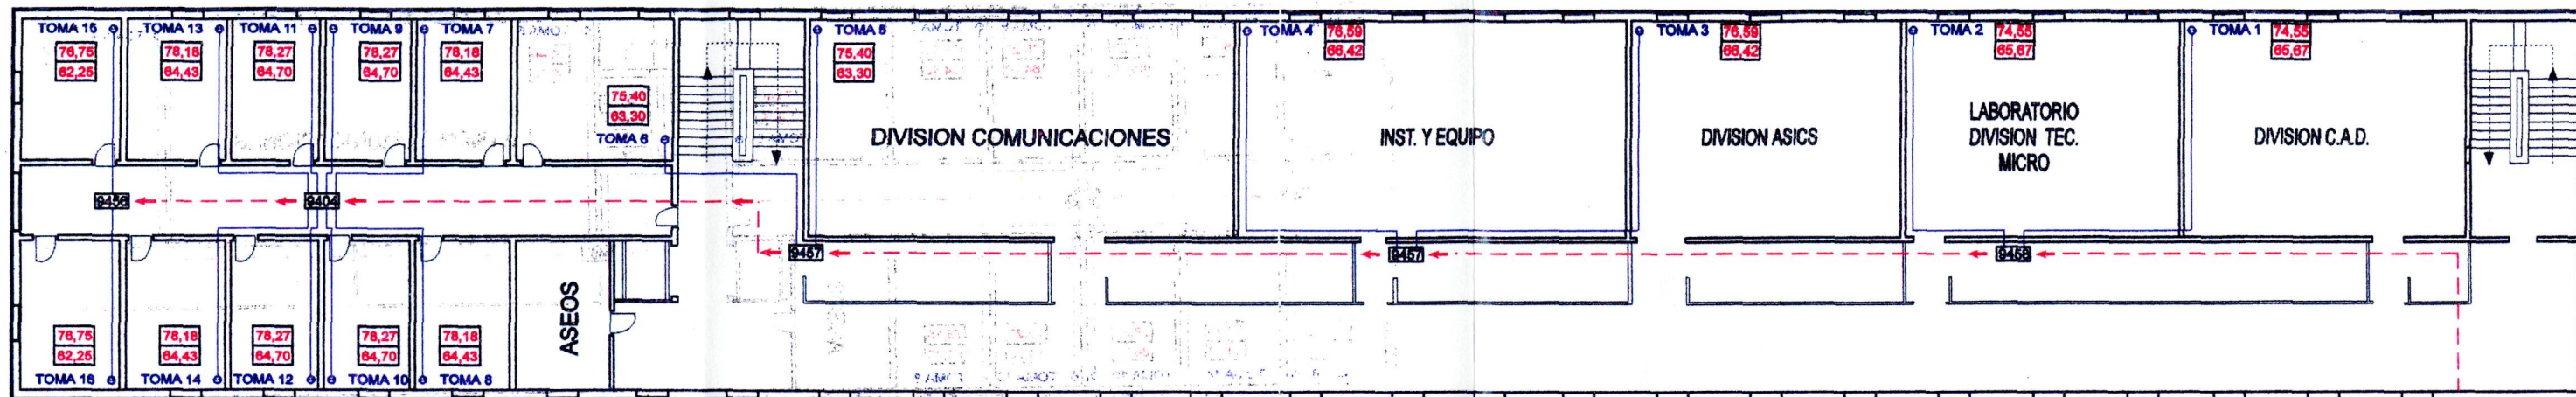 TOMA 15
TOMA 13
TOMA 11
TOMA 9
TOMA 7
TOMA 5
TOMA 4
TOMA 3
TOMA 2
TOMA 1
76,75
62,25
78,18
64,43
78,27
64,70
78,27
64,70
78,18
64,43
75,40
63,30
76,59
66,42
76,59
66,42
74,55
65,67
74,55
65,67
75,40
63,30
TOMA 6
DIVISION COMUNICACIONES
INST. Y EQUIPO
DIVISION ASICS
LABORATORIO
DIVISION TEC.
MICRO
DIVISION C.A.D.
9404
9457
9457
ASEOS
76,75
62,25
78,18
64,43
78,27
64,70
78,27
64,70
78,18
64,43
TOMA 16
TOMA 14
TOMA 12
TOMA 10
TOMA 8